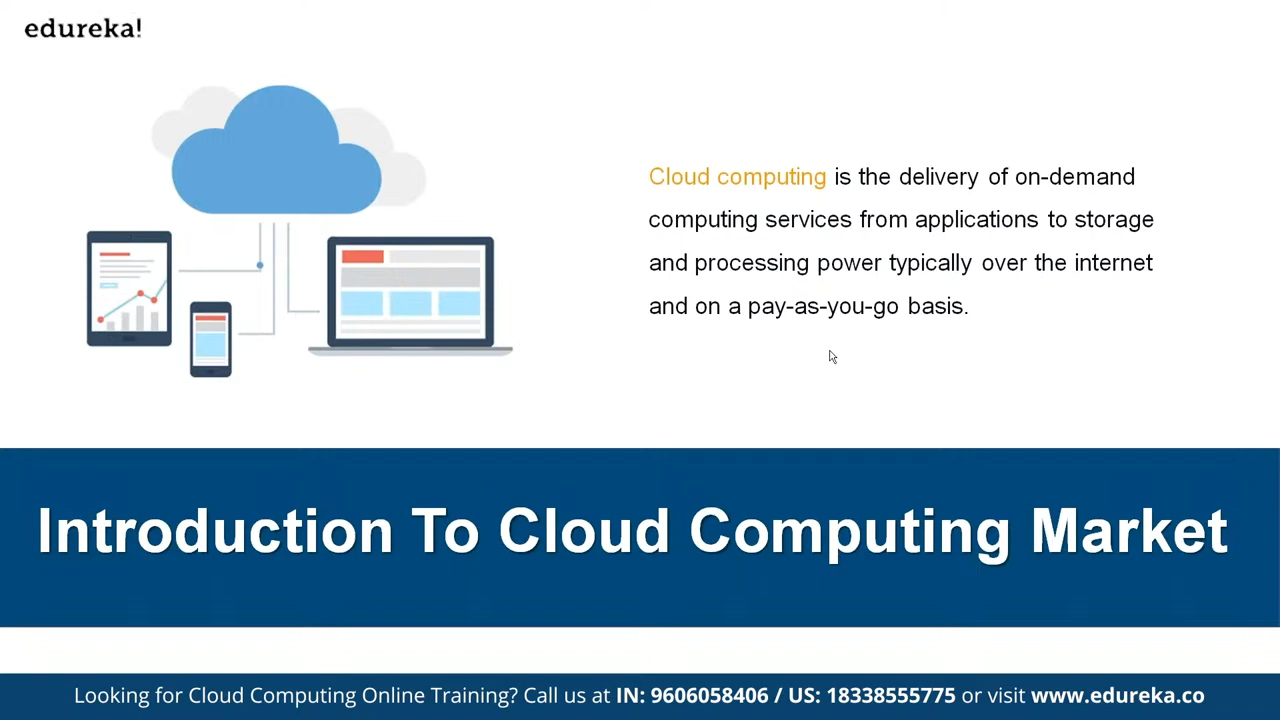 edureka!
Cloud computing is the delivery of on-demand
computing services from applications to storage
and processing power typically over the internet
and on a pay-as-you-go basis.
Introduction To Cloud Computing Market
Looking for Cloud Computing Online Training? Call us at IN: 9606058406 / US: 18338555775 or visit www.edureka.co